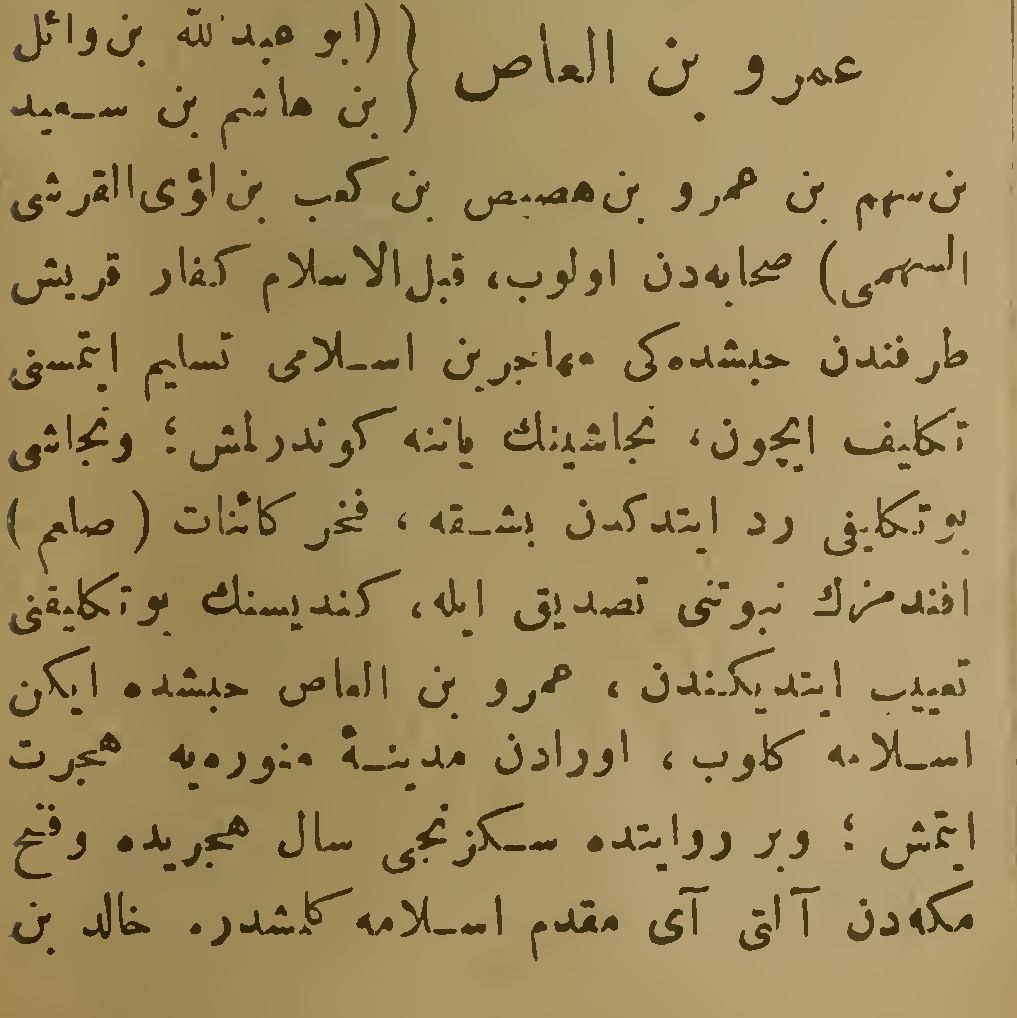 عمرو بن العاص { (ابو عبدالله بن وائل
بن هاشم بن سعيد
بن سهم بن عمرو بن هصيص بن كعب بن لؤى القرشى
السهمى) صحابه‌دن اولوب، قبل الاسلام كفار قريش
طرفندن حبشده‌كى مهاجرين اسلامى تسليم ايتمسنى
تكليف ايچون، نجاشينك ياننه كوندرلمش؛ ونجاشى
بو تكليفى رد ايتدكدن بشقه، فخر كائنات (صلعم)
افندمزك نبوتنى تصديق ايله، كنديسنك بو تكليفنى
تعييب ايتديكندن، عمرو بن العاص حبشده ايكن
اسلامه كلوب، اورادن مدينۀ منوره‌يه هجرت
ايتمش؛ وبر روايتده سكزنجى سال هجريده وفتح
مكه‌دن آلتى آى مقدم اسلامه كلمشدر. خالد بن